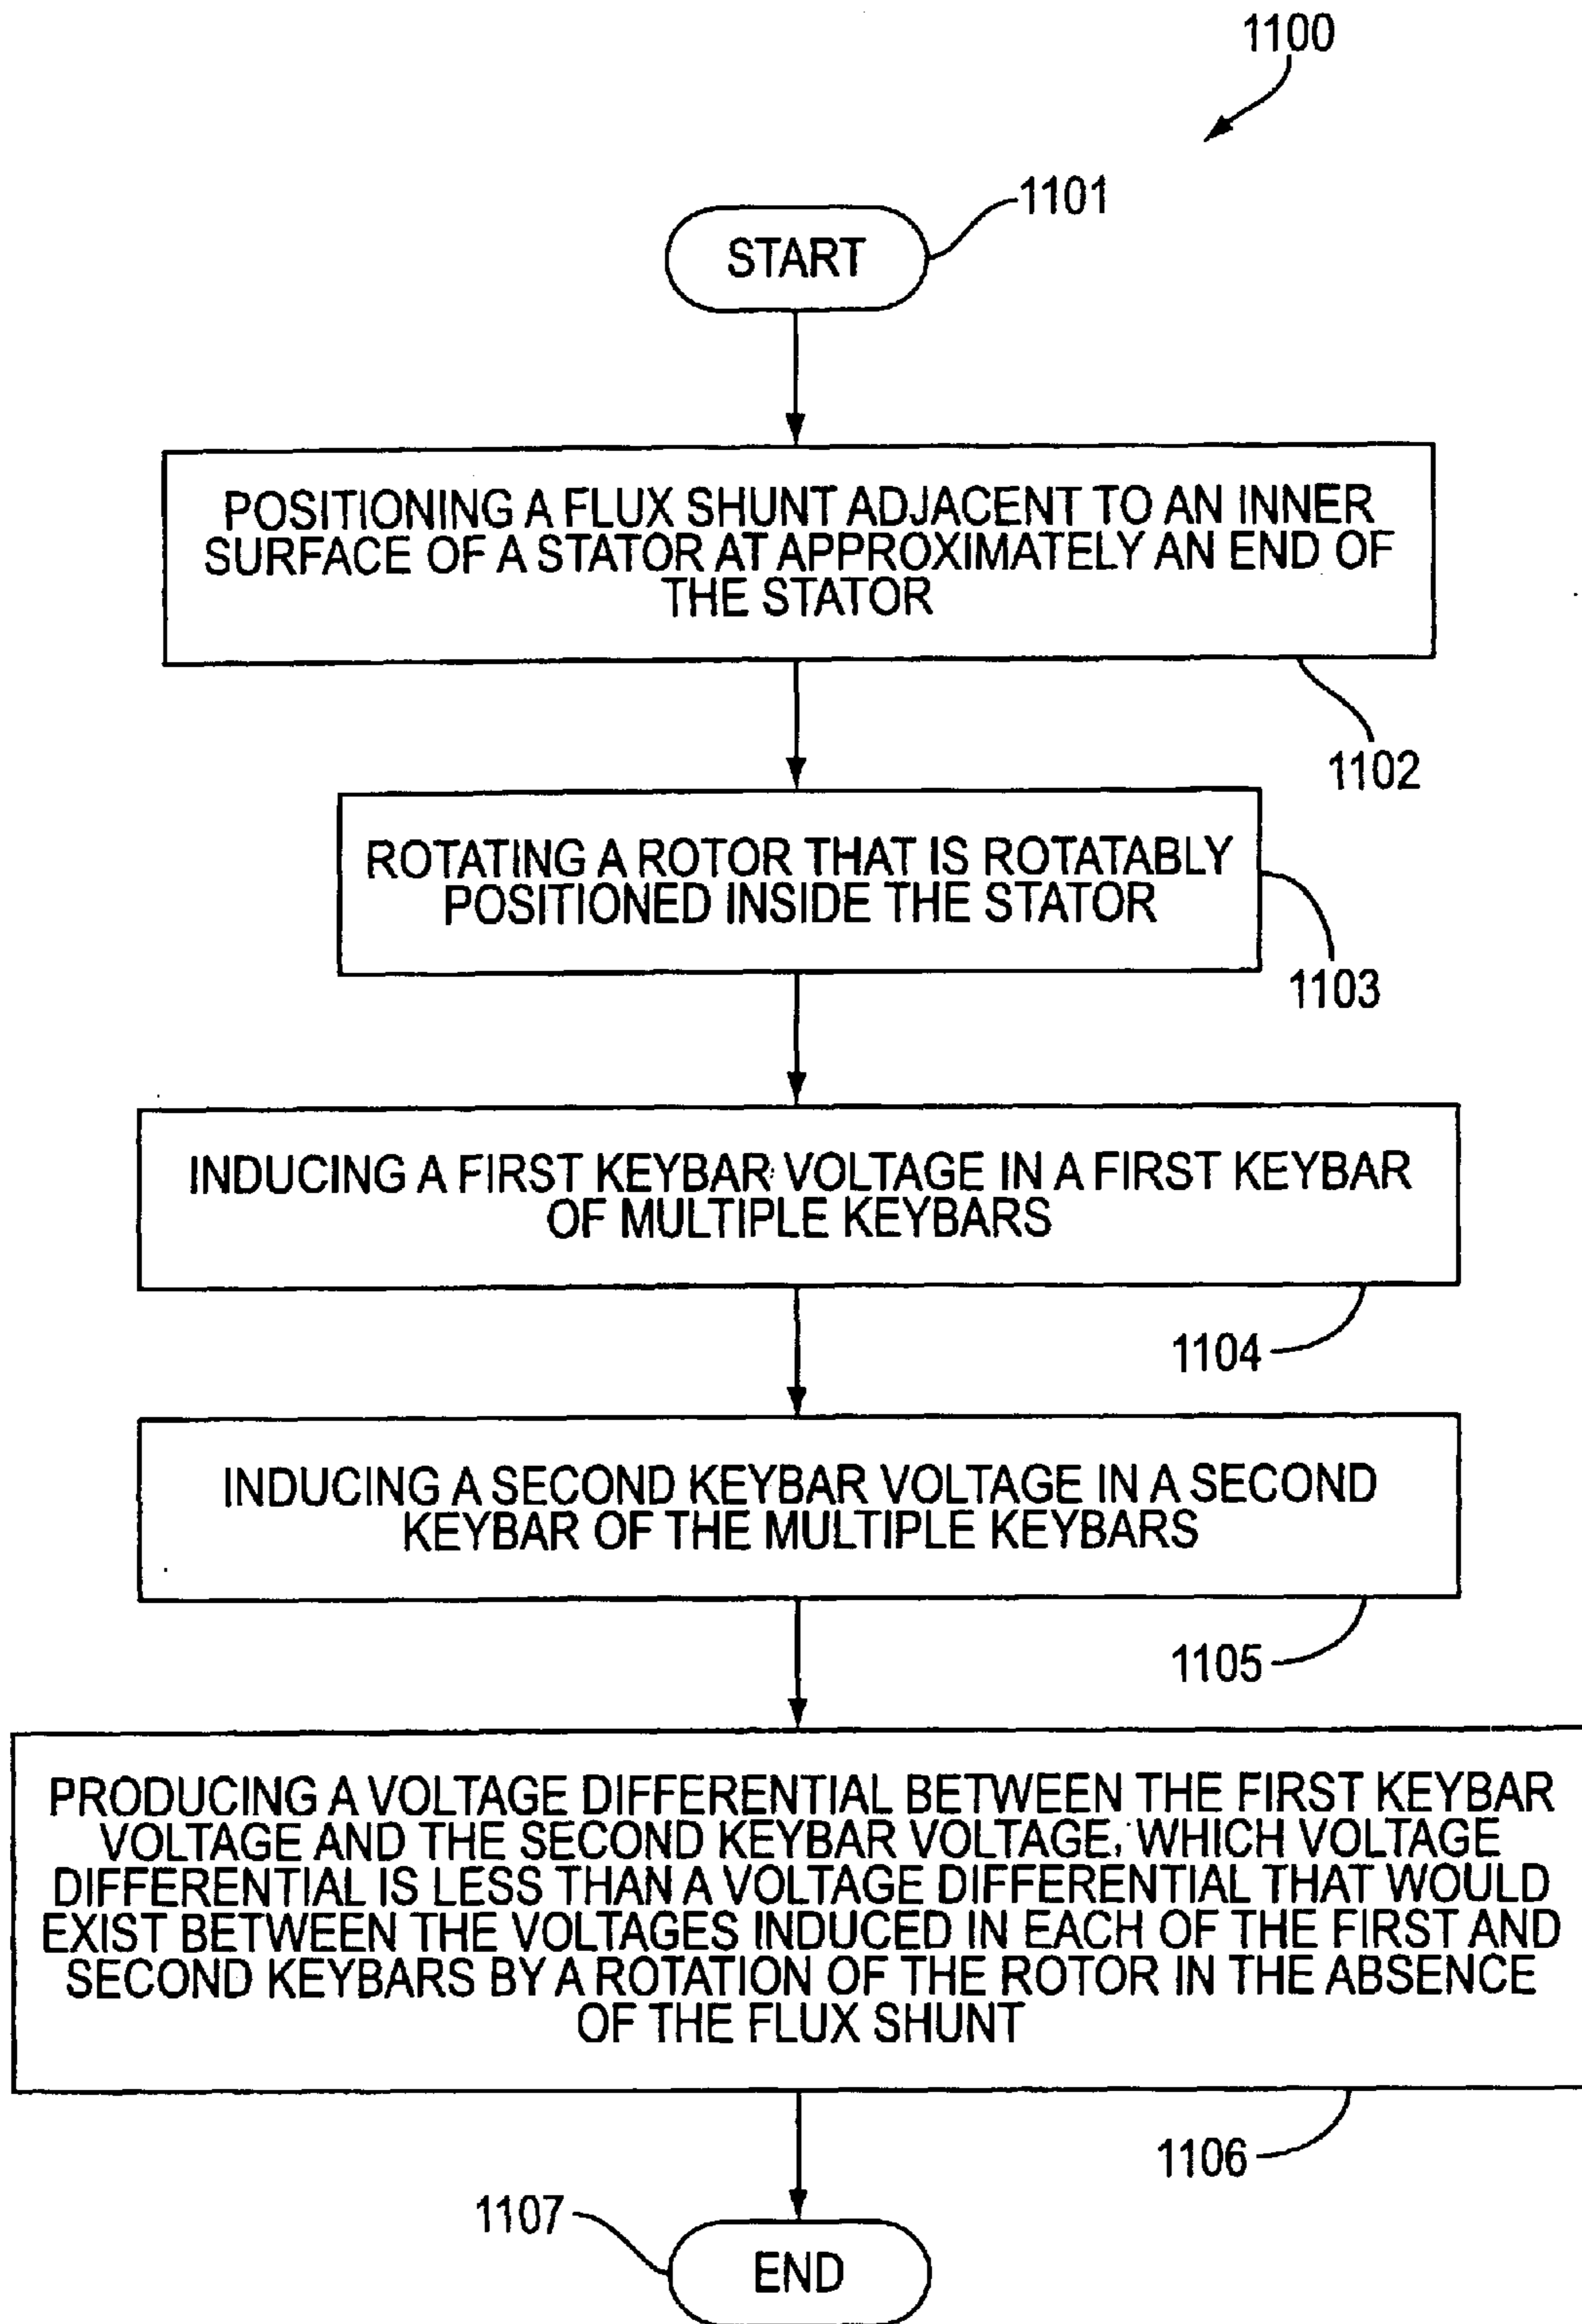 1100
1101
START
POSITIONING A FLUX SHUNT ADJACENT TO AN INNER
SURFACE OF A STATOR AT APPROXIMATELY AN END OF
THE STATOR
1102
ROTATING A ROTOR THAT IS ROTATABLY
POSITIONED INSIDE THE STATOR
1103
INDUCING A FIRST KEYBAR VOLTAGE IN A FIRST KEYBAR
OF MULTIPLE KEYBARS
1104
INDUCING A SECOND KEYBAR VOLTAGE IN A SECOND
KEYBAR OF THE MULTIPLE KEYBARS
1105
PRODUCING A VOLTAGE DIFFERENTIAL BETWEEN THE FIRST KEYBAR
VOLTAGE AND THE SECOND KEYBAR VOLTAGE, WHICH VOLTAGE
DIFFERENTIAL IS LESS THAN A VOLTAGE DIFFERENTIAL THAT WOULD
EXIST BETWEEN THE VOLTAGES INDUCED IN EACH OF THE FIRST AND
SECOND KEYBARS BY A ROTATION OF THE ROTOR IN THE ABSENCE
OF THE FLUX SHUNT
1106
1107
END